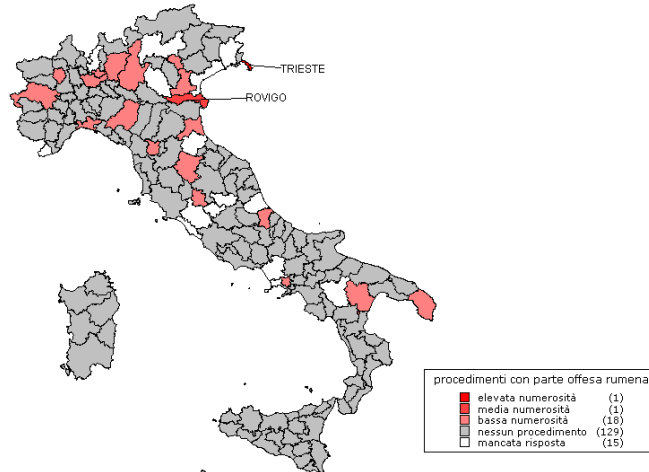 TRIESTE
ROVIGO
procedimenti con parte offesa rumena
elevata numerosità (1)
media numerosità (1)
bassa numerosità (18)
nessun procedimento (129)
mancata risposta (15)